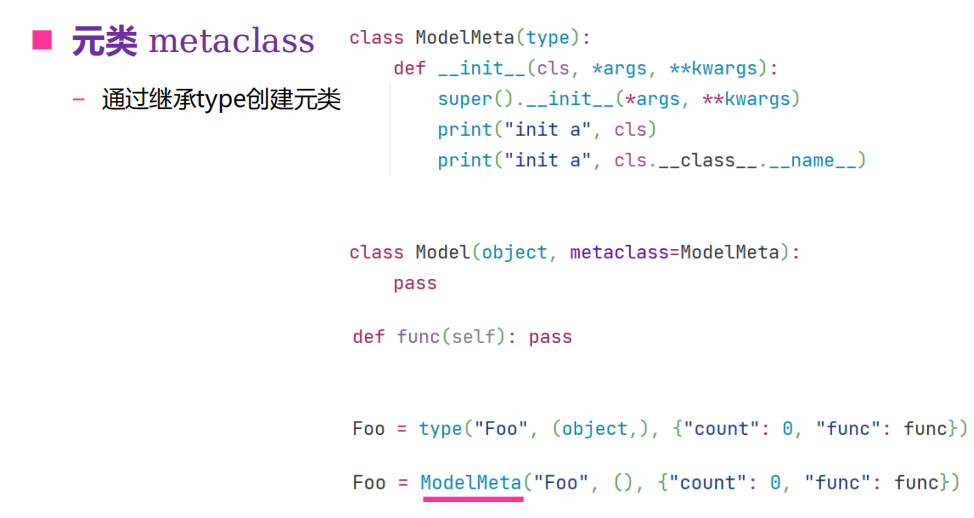 元类 metaclass
– 通过继承type创建元类
class ModelMeta(type):
    def __init__(cls, *args, **kwargs):
        super().__init__(*args, **kwargs)
        print("init a", cls)
        print("init a", cls.__class__.__name__)
class Model(object, metaclass=ModelMeta):
    pass
def func(self): pass
Foo = type("Foo", (object,), {"count": 0, "func": func})
Foo = ModelMeta("Foo", (), {"count": 0, "func": func})